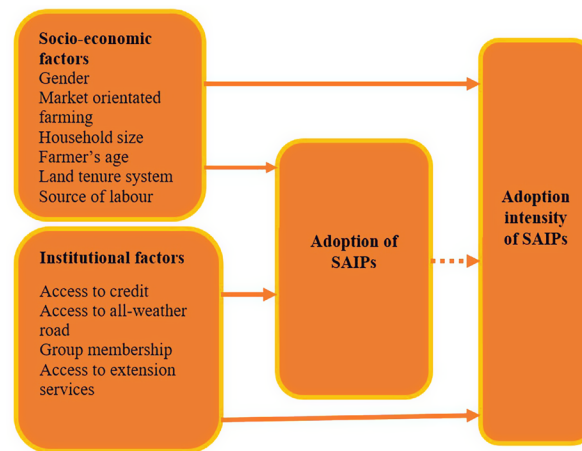 Socio-economic
factors
Gender
Market orientated
farming
Household size
Farmer's age
Land tenure system
Source of labour
Institutional factors
Access to credit
Access to all-weather
road
Group membership
Access to extension
services
Adoption of
SAIPs
Adoption
intensity
of SAIPs